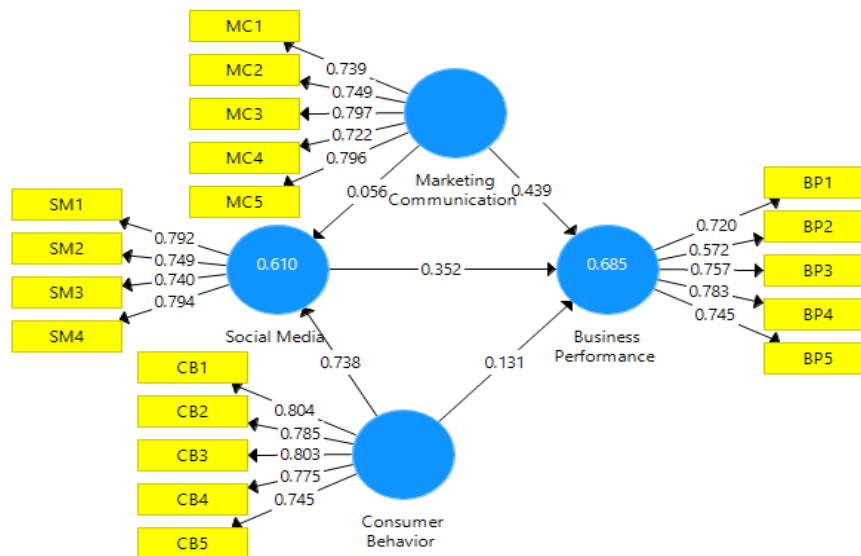 MC1
MC2
MC3
MC4
MC5
0.739
0.749
0.797
0.722
0.796
Marketing
Communication
0.056
0.439
SM1
SM2
SM3
SM4
0.792
0.749
0.740
0.794
0.610
Social Media
0.352
0.685
Business
Performance
0.720
0.572
0.757
0.783
0.745
BP1
BP2
BP3
BP4
BP5
0.738
0.131
CB1
CB2
CB3
CB4
CB5
0.804
0.785
0.803
0.775
0.745
Consumer
Behavior